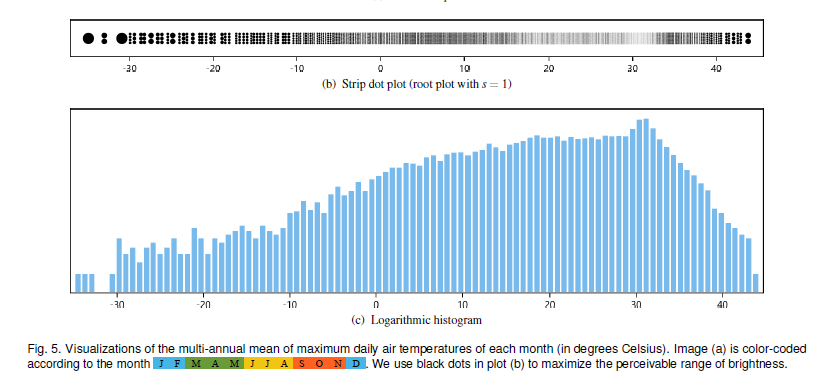 -30 -20 -10 0 10 20 30 40
(b) Strip dot plot (root plot with s = 1)
-30 -20 -10 0 10 20 30 40
(c) Logarithmic histogram
Fig. 5. Visualizations of the multi-annual mean of maximum daily air temperatures of each month (in degrees Celsius). Image (a) is color-coded
according to the month J F M A M J J A S O N D . We use black dots in plot (b) to maximize the perceivable range of brightness.